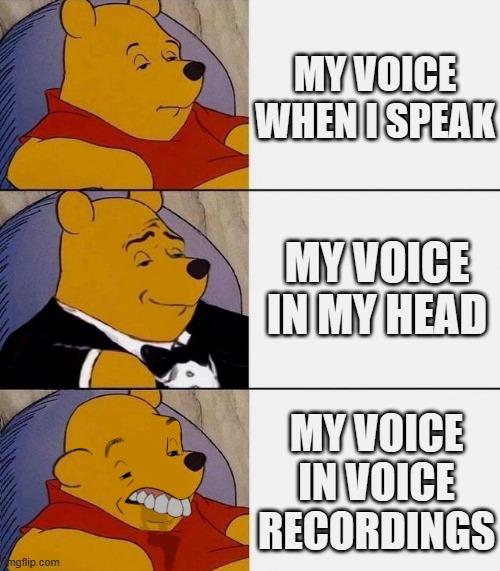 MY VOICE
WHEN I SPEAK
MY VOICE
IN MY HEAD
MY VOICE
IN VOICE
RECORDINGS
imgflip.com